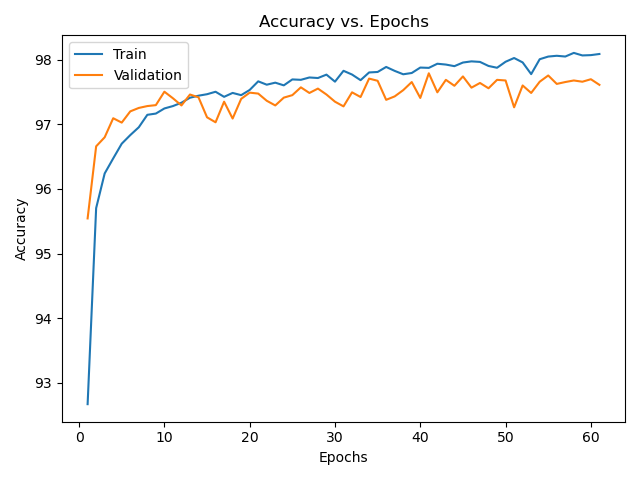 Accuracy vs. Epochs
Train
Validation
98
97
96
95
94
93
Accuracy
0 10 20 30 40 50 60
Epochs